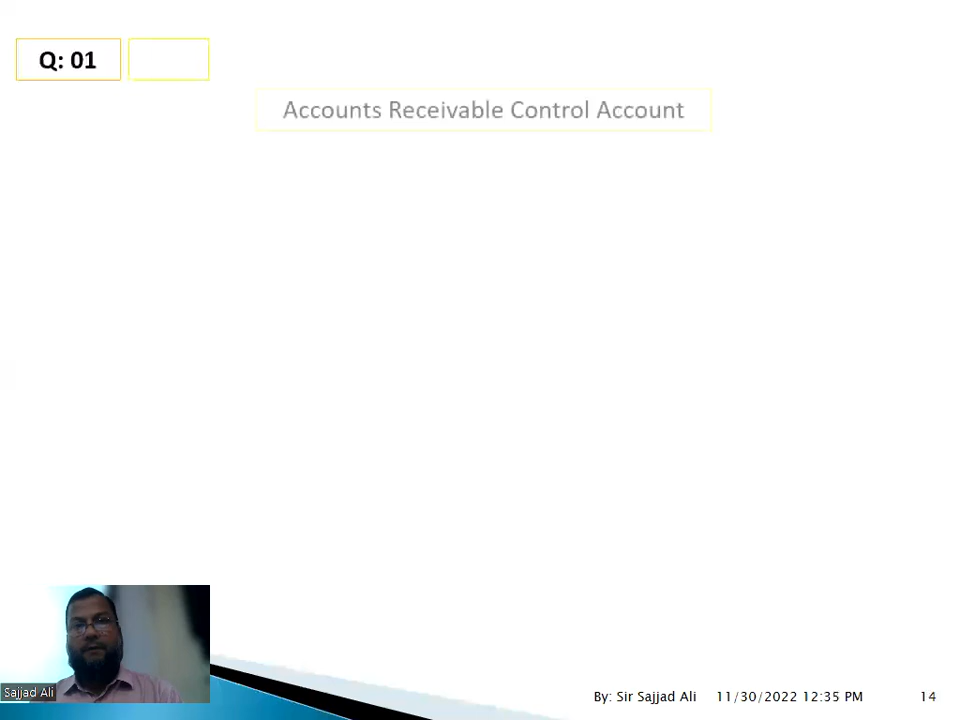 Q: 01
Accounts Receivable Control Account
Sajjad Ali
By: Sir Sajjad Ali 11/30/2022 12:35 PM 14